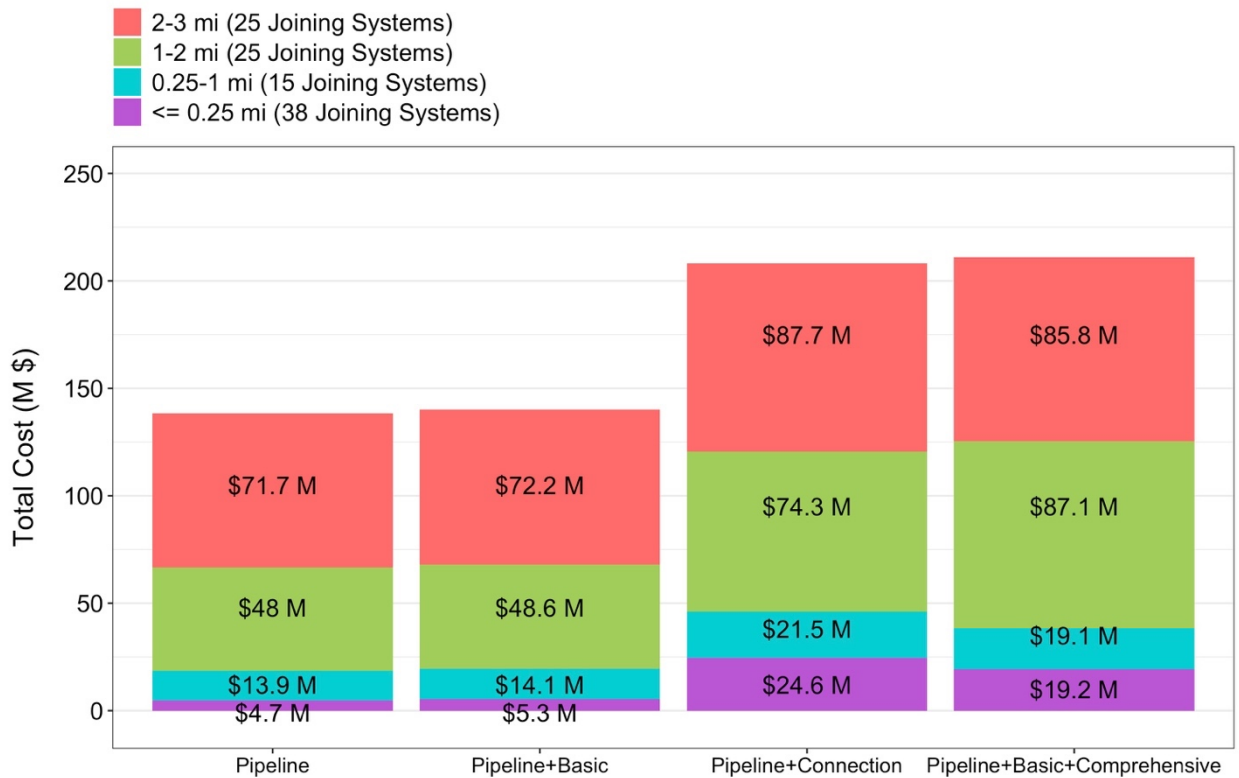 2-3 mi (25 Joining Systems)
1-2 mi (25 Joining Systems)
0.25-1 mi (15 Joining Systems)
<= 0.25 mi (38 Joining Systems)
Total Cost (M $)
250
200
150
100
50
0
$71.7 M
$48 M
$13.9 M
$4.7 M
$72.2 M
$48.6 M
$14.1 M
$5.3 M
$87.7 M
$74.3 M
$21.5 M
$24.6 M
$85.8 M
$87.1 M
$19.1 M
$19.2 M
Pipeline
Pipeline+Basic
Pipeline+Connection
Pipeline+Basic+Comprehensive